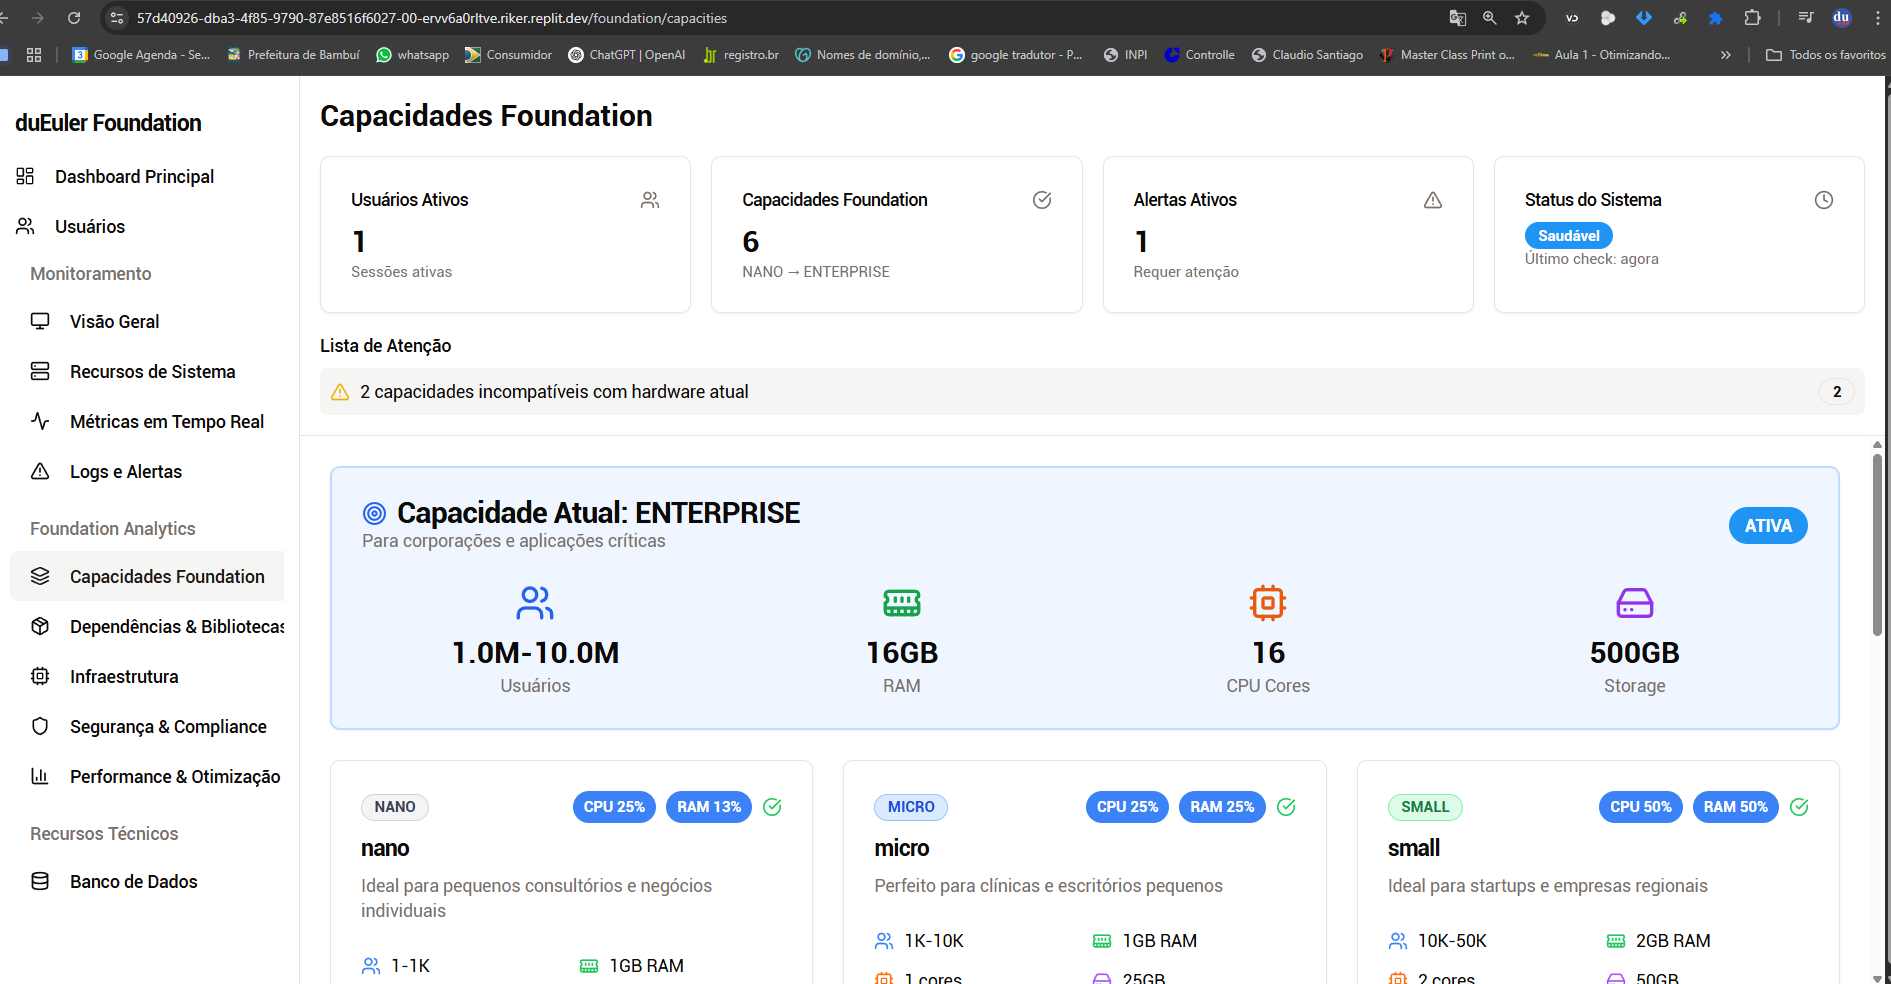 57d40926-dba3-4f85-9790-87e8516f6027-00-ervv6a0rltve.riker.replit.dev/foundation/capacities
Google Agenda - Se...
Prefeitura de Bambuí
whatsapp
Consumidor
ChatGPT | OpenAI
registro.br
Nomes de domínio,...
google tradutor - P...
INPI
Controlle
Claudio Santiago
Master Class Print o...
Aula 1 - Otimizando...
Todos os favoritos
duEuler Foundation
Dashboard Principal
Usuários
Monitoramento
Visão Geral
Recursos de Sistema
Métricas em Tempo Real
Logs e Alertas
Foundation Analytics
Capacidades Foundation
Dependências & Bibliotecas
Infraestrutura
Segurança & Compliance
Performance & Otimização
Recursos Técnicos
Banco de Dados
Capacidades Foundation
Usuários Ativos
1
Sessões ativas
Capacidades Foundation
6
NANO → ENTERPRISE
Alertas Ativos
1
Requer atenção
Status do Sistema
Saudável
Último check: agora
Lista de Atenção
2 capacidades incompatíveis com hardware atual
2
Capacidade Atual: ENTERPRISE
Para corporações e aplicações críticas
ATIVA
1.0M-10.0M
Usuários
16GB
RAM
16
CPU Cores
500GB
Storage
NANO
CPU 25%
RAM 13%
nano
Ideal para pequenos consultórios e negócios
individuais
1-1K
1GB RAM
MICRO
CPU 25%
RAM 25%
micro
Perfeito para clínicas e escritórios pequenos
1K-10K
1GB RAM
1 cores
25GB
SMALL
CPU 50%
RAM 50%
small
Ideal para startups e empresas regionais
10K-50K
2GB RAM
2 cores
50GB